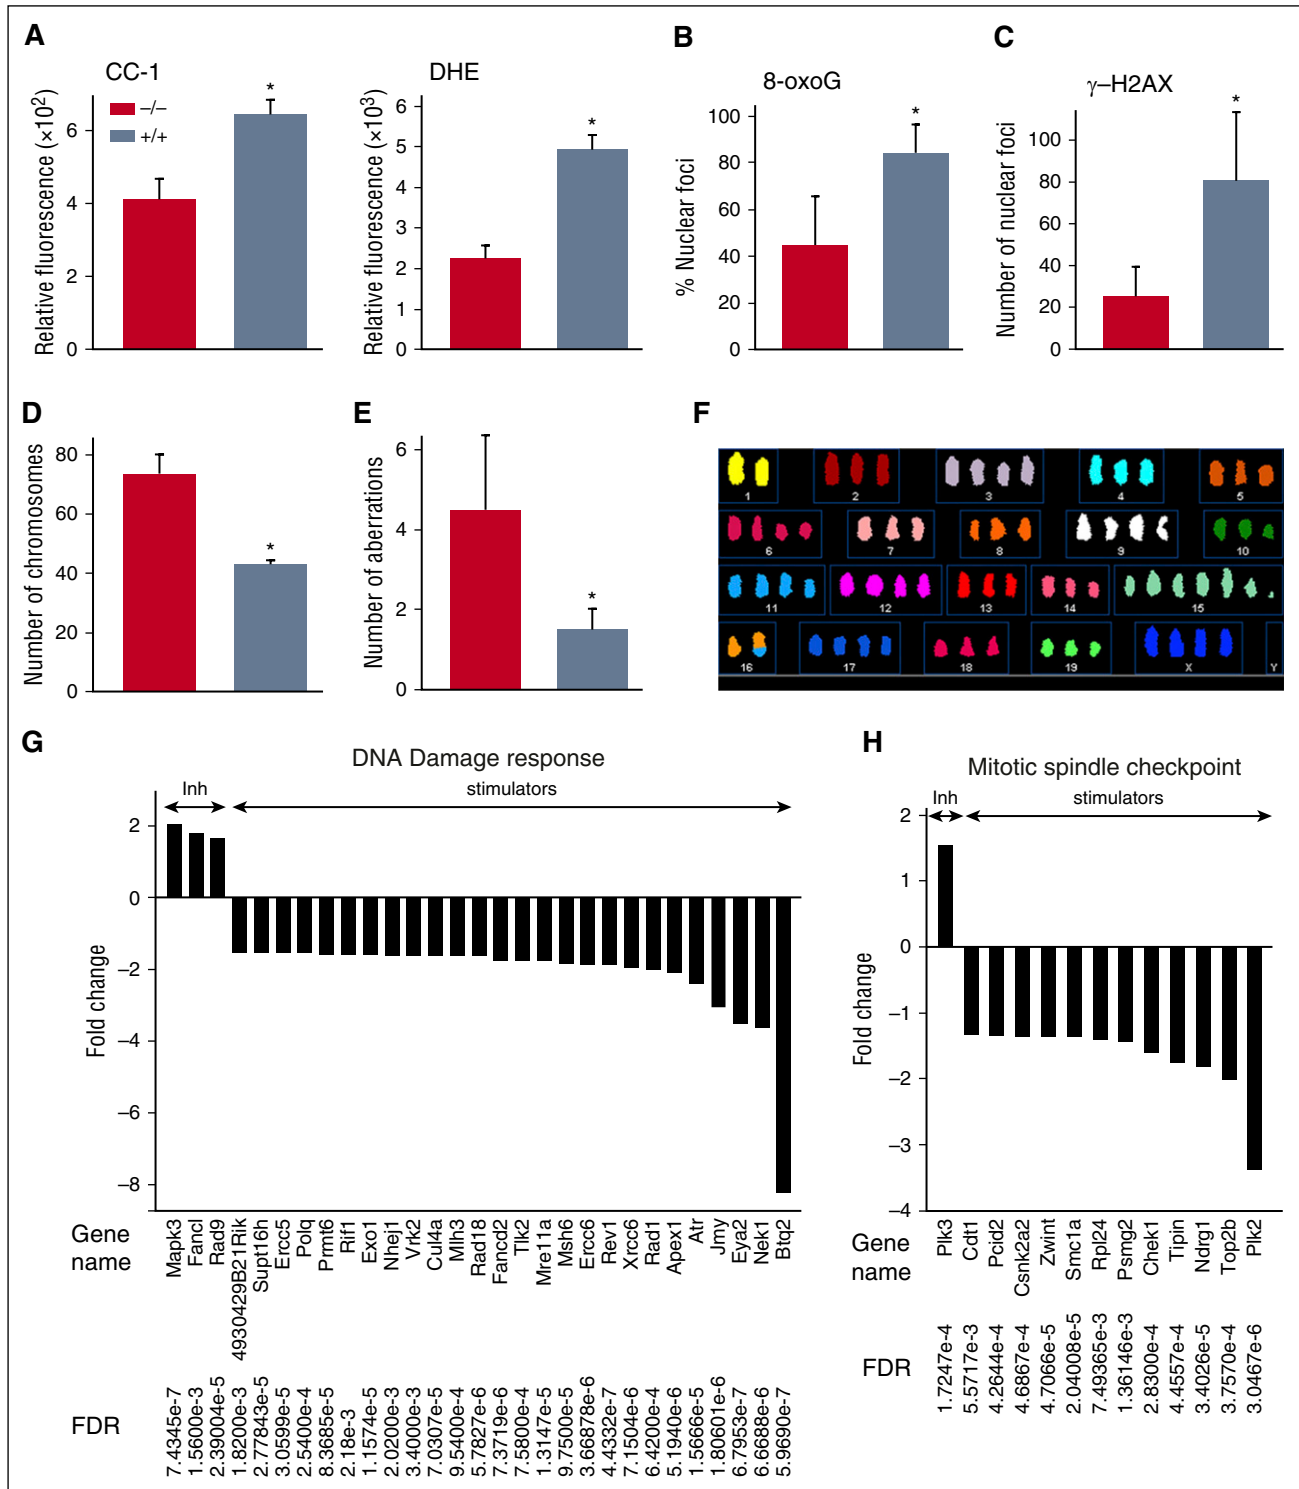 A
CC-1
Relative fluorescence (×10²)
6
4
2
0
–/–
+/+
*
DHE
Relative fluorescence (×10³)
6
5
4
3
2
1
0
*
B
8-oxoG
% Nuclear foci
100
80
60
40
20
0
*
C
γ–H2AX
Number of nuclear foci
100
80
60
40
20
0
*
D
Number of chromosomes
80
60
40
20
0
*
E
Number of aberrations
6
4
2
0
*
F
1 2 3 4 5
6 7 8 9 10
11 12 13 14 15
16 17 18 19 X Y
G
DNA Damage response
Inh
stimulators
Fold change
2
0
–2
–4
–6
–8
Gene name
Mapk3
Fancl
Rad9
4930429B21Rik
Supt16h
Ercc5
Polq
Prmt6
Rif1
Exo1
Nhej1
Vrk2
Cul4a
Mlh3
Rad18
Fancd2
Tlk2
Mre11a
Msh6
Ercc6
Rev1
Xrcc6
Rad1
Apex1
Atr
Jmy
Eya2
Nek1
Btq2
FDR
7.4345e-7
1.5600e-3
2.39004e-5
1.8200e-3
2.77843e-5
3.0599e-5
2.5400e-4
8.3685e-5
2.18e-3
1.1574e-5
2.0200e-3
3.4000e-3
7.0307e-5
9.5400e-4
5.7827e-6
7.3719e-6
7.5800e-4
1.3147e-5
9.7500e-5
3.66878e-6
4.4332e-7
7.1504e-6
6.4200e-4
5.1940e-6
1.5666e-5
1.80601e-6
6.7953e-7
6.6688e-6
5.9690e-7
H
Mitotic spindle checkpoint
Inh
stimulators
Fold change
2
1
0
–1
–2
–3
–4
Gene name
Plk3
Cdt1
Pcid2
Csnk2a2
Zwint
Smc1a
Rpl24
Psmg2
Chek1
Tipin
Ndrg1
Top2b
Plk2
FDR
1.7247e-4
5.5717e-3
4.2644e-4
4.6867e-4
4.7066e-5
2.04008e-5
7.49365e-3
1.36146e-3
2.8300e-4
4.4557e-4
3.4026e-5
3.7570e-4
3.0467e-6